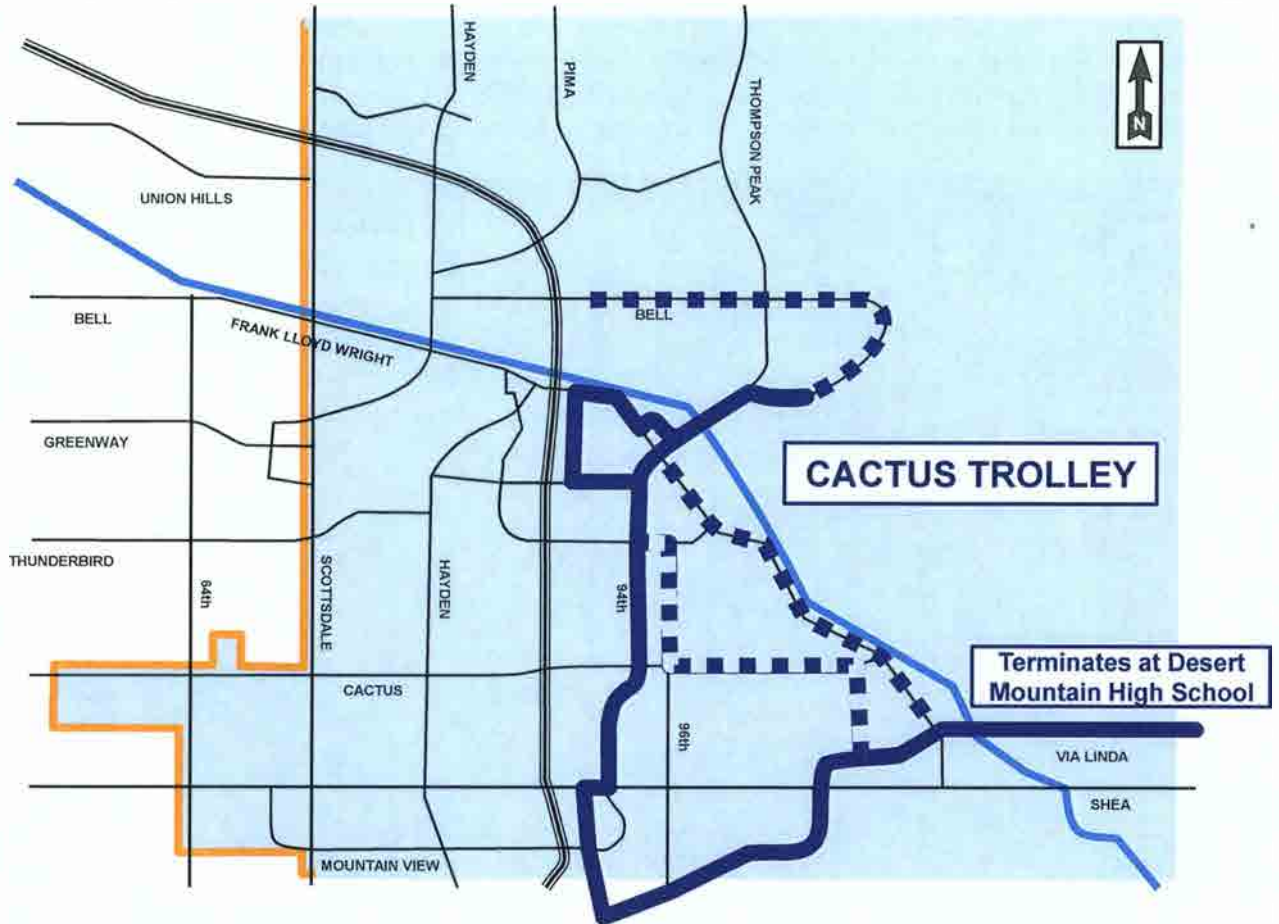 HAYDEN
PIMA
THOMPSON PEAK
N
UNION HILLS
BELL
FRANK LLOYD WRIGHT
BELL
GREENWAY
CACTUS TROLLEY
THUNDERBIRD
64th
SCOTTSDALE
HAYDEN
94th
Terminates at Desert
Mountain High School
CACTUS
96th
VIA LINDA
SHEA
MOUNTAIN VIEW